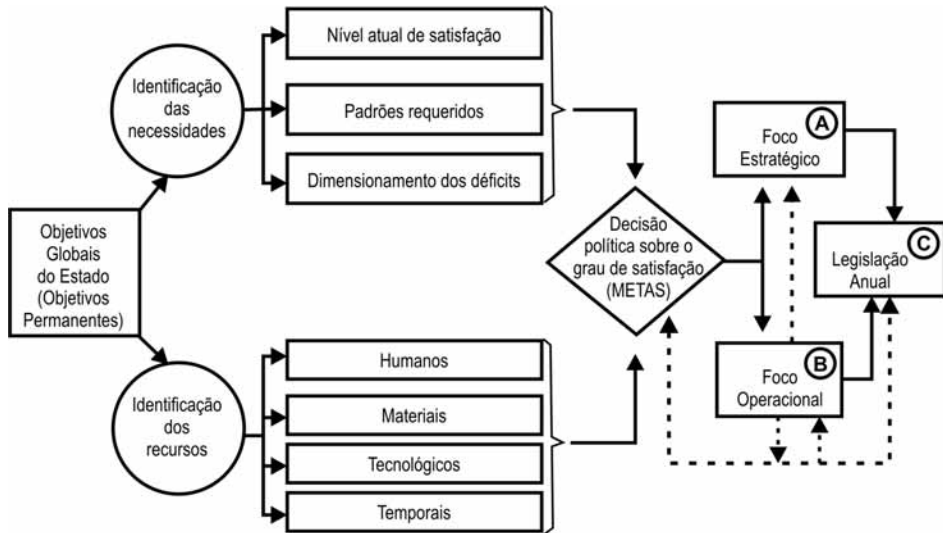 Objetivos
Globais
do Estado
(Objetivos
Permanentes)
Identificação
das
necessidades
Nível atual de satisfação
Padrões requeridos
Dimensionamento dos déficits
Identificação
dos
recursos
Humanos
Materiais
Tecnológicos
Temporais
Decisão
política sobre o
grau de satisfação
(METAS)
A
Foco
Estratégico
B
Foco
Operacional
C
Legislação
Anual